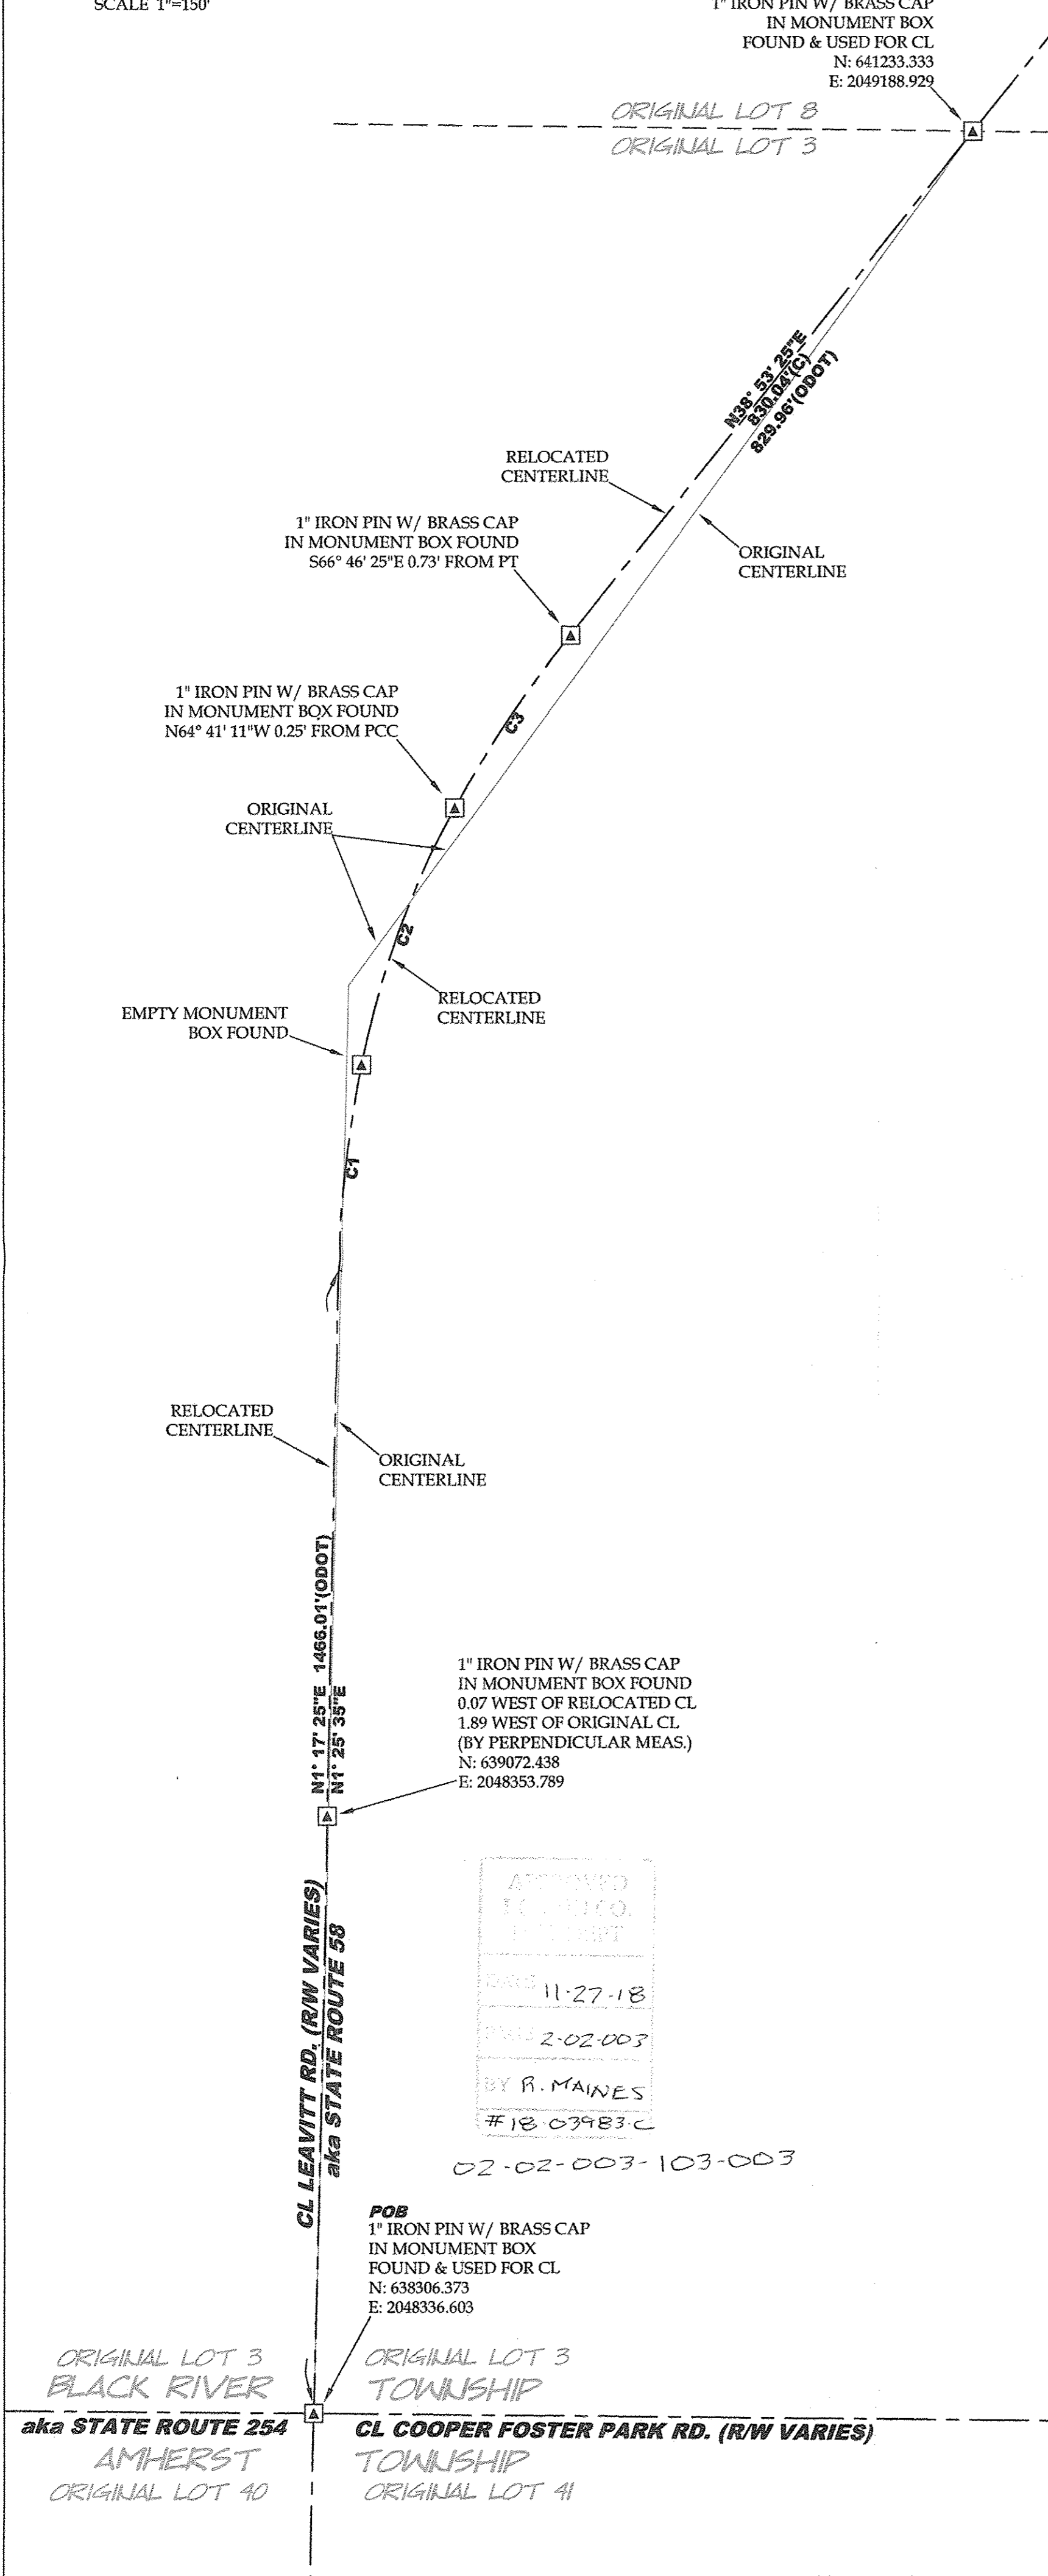 SCALE 1"=150'
1" IRON PIN W/ BRASS CAP
IN MONUMENT BOX
FOUND & USED FOR CL
N: 641233.333
E: 2049188.929
ORIGINAL LOT 8
ORIGINAL LOT 3
N38° 53' 25"E
830.04'(C)
829.96'(ODOT)
RELOCATED
CENTERLINE
ORIGINAL
CENTERLINE
1" IRON PIN W/ BRASS CAP
IN MONUMENT BOX FOUND
S66° 46' 25"E 0.73' FROM PT
C3
1" IRON PIN W/ BRASS CAP
IN MONUMENT BOX FOUND
N64° 41' 11"W 0.25' FROM PCC
ORIGINAL
CENTERLINE
C2
RELOCATED
CENTERLINE
EMPTY MONUMENT
BOX FOUND
C1
RELOCATED
CENTERLINE
ORIGINAL
CENTERLINE
N1° 17' 25"E 1466.01'(ODOT)
N1° 25' 35"E
1" IRON PIN W/ BRASS CAP
IN MONUMENT BOX FOUND
0.07 WEST OF RELOCATED CL
1.89 WEST OF ORIGINAL CL
(BY PERPENDICULAR MEAS.)
N: 639072.438
E: 2048353.789
CL LEAVITT RD. (R/W VARIES)
aka STATE ROUTE 58
APPROVED
CO.
DATE 11-27-18
2-02-003
BY R. MAINES
#18-03983-C
02-02-003-103-003
POB
1" IRON PIN W/ BRASS CAP
IN MONUMENT BOX
FOUND & USED FOR CL
N: 638306.373
E: 2048336.603
ORIGINAL LOT 3 ORIGINAL LOT 3
BLACK RIVER TOWNSHIP
aka STATE ROUTE 254 CL COOPER FOSTER PARK RD. (R/W VARIES)
AMHERST TOWNSHIP
ORIGINAL LOT 40 ORIGINAL LOT 41